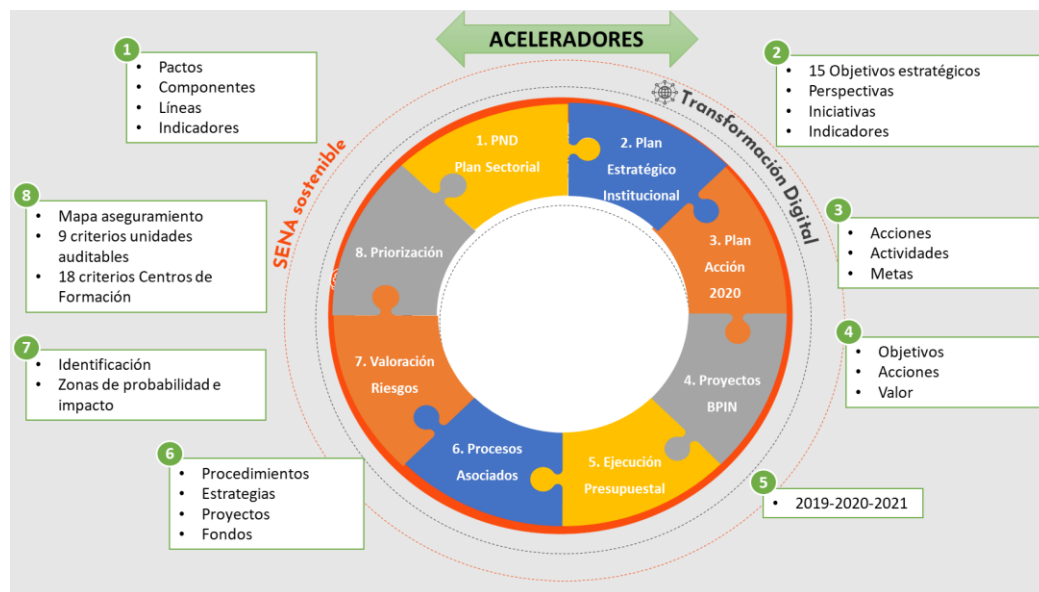 ACELERADORES
1
• Pactos
• Componentes
• Líneas
• Indicadores
2
• 15 Objetivos estratégicos
• Perspectivas
• Iniciativas
• Indicadores
SENA sostenible
Transformación Digital
1. PND
Plan Sectorial
2. Plan
Estratégico
Institucional
3. Plan
Acción
2020
4. Proyectos
BPIN
5. Ejecución
Presupuestal
6. Procesos
Asociados
7. Valoración
Riesgos
8. Priorización
3
• Acciones
• Actividades
• Metas
4
• Objetivos
• Acciones
• Valor
5
• 2019-2020-2021
6
• Procedimientos
• Estrategias
• Proyectos
• Fondos
7
• Identificación
• Zonas de probabilidad e
impacto
8
• Mapa aseguramiento
• 9 criterios unidades
auditables
• 18 criterios Centros de
Formación